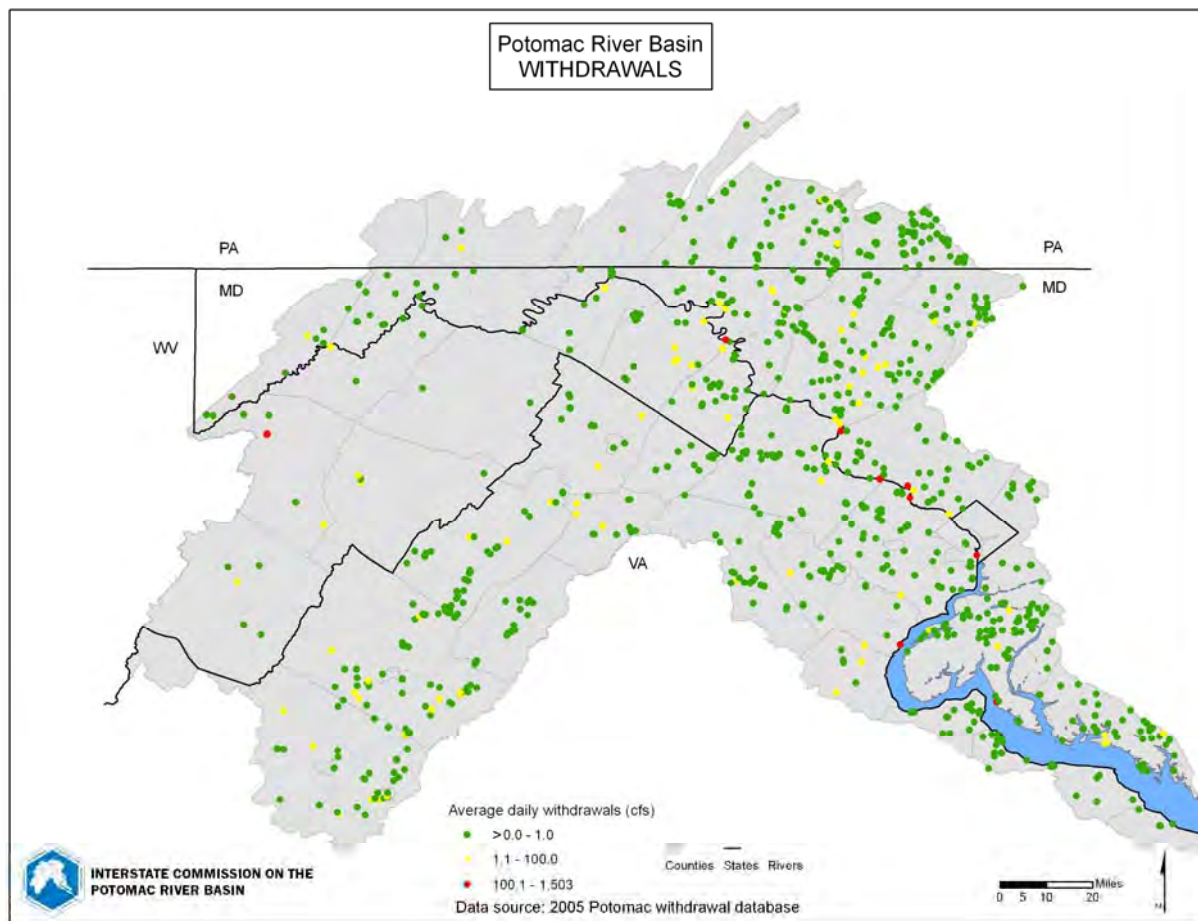 Potomac River Basin
WITHDRAWALS
PA
PA
MD
MD
WV
VA
Average daily withdrawals (cfs)
>0.0 - 1.0
1.1 - 100.0
100.1 - 1,503
Counties States Rivers
Data source: 2005 Potomac withdrawal database
INTERSTATE COMMISSION ON THE
POTOMAC RIVER BASIN
Miles
0 5 10 20
N